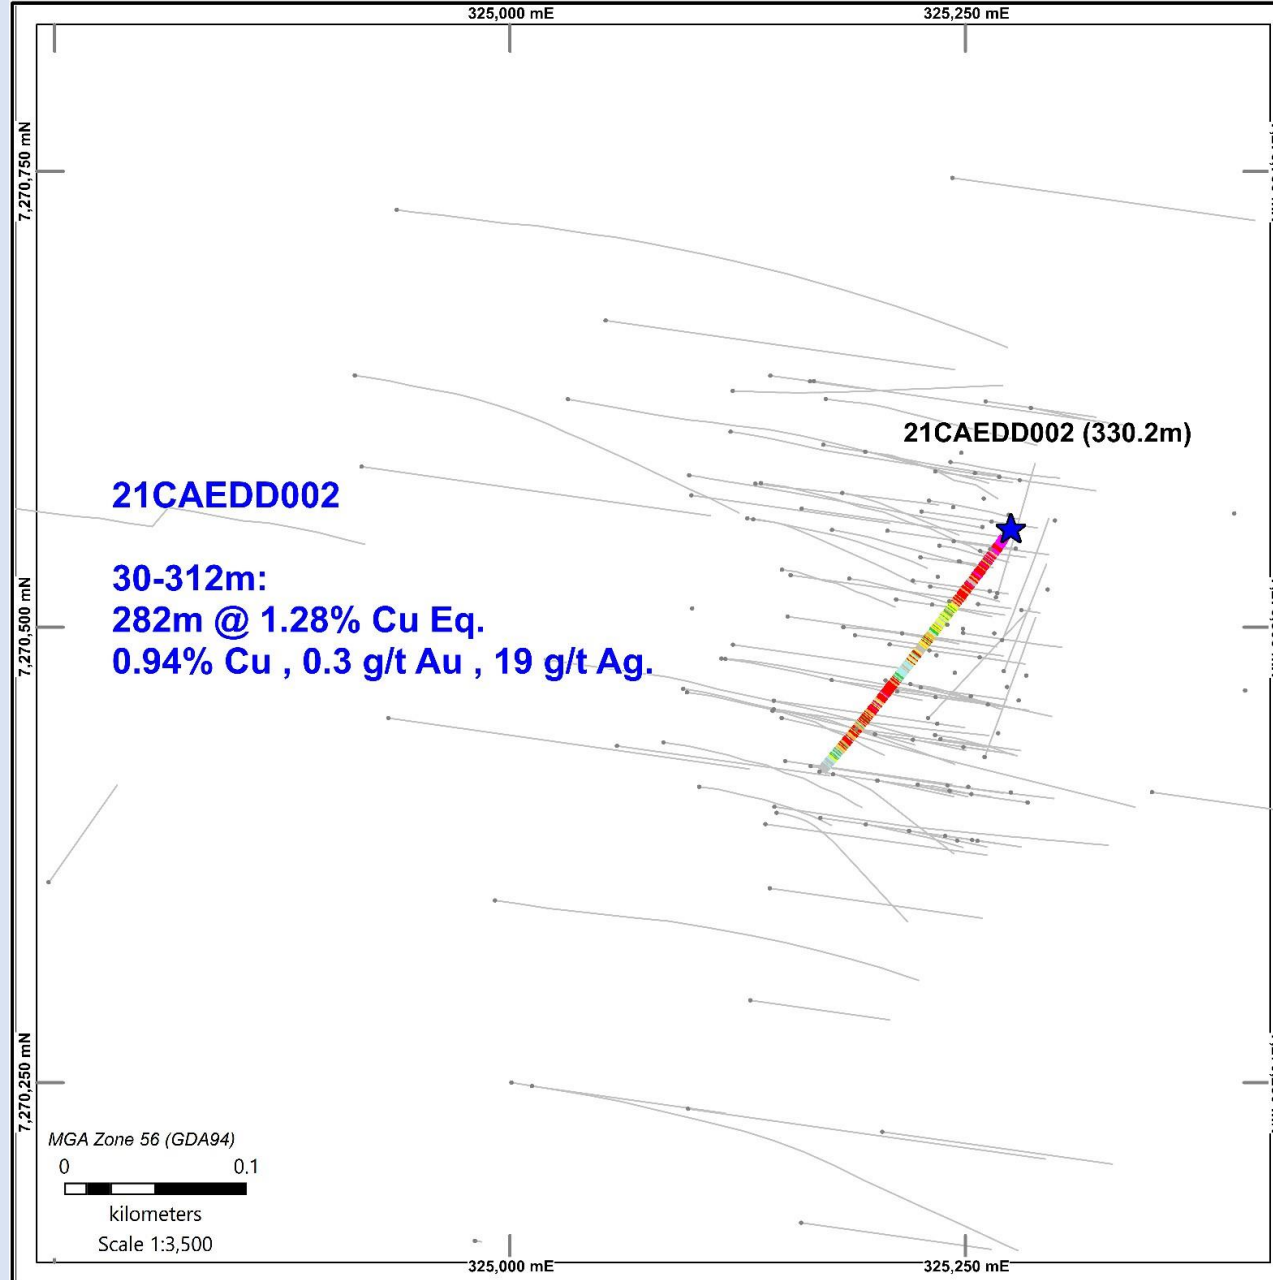 325,000 mE
325,250 mE
7,270,750 mN
21CAEDD002 (330.2m)
21CAEDD002
30-312m:
282m @ 1.28% Cu Eq.
0.94% Cu , 0.3 g/t Au , 19 g/t Ag.
7,270,500 mN
7,270,250 mN
MGA Zone 56 (GDA94)
0
0.1
kilometers
Scale 1:3,500
325,000 mE
325,250 mE